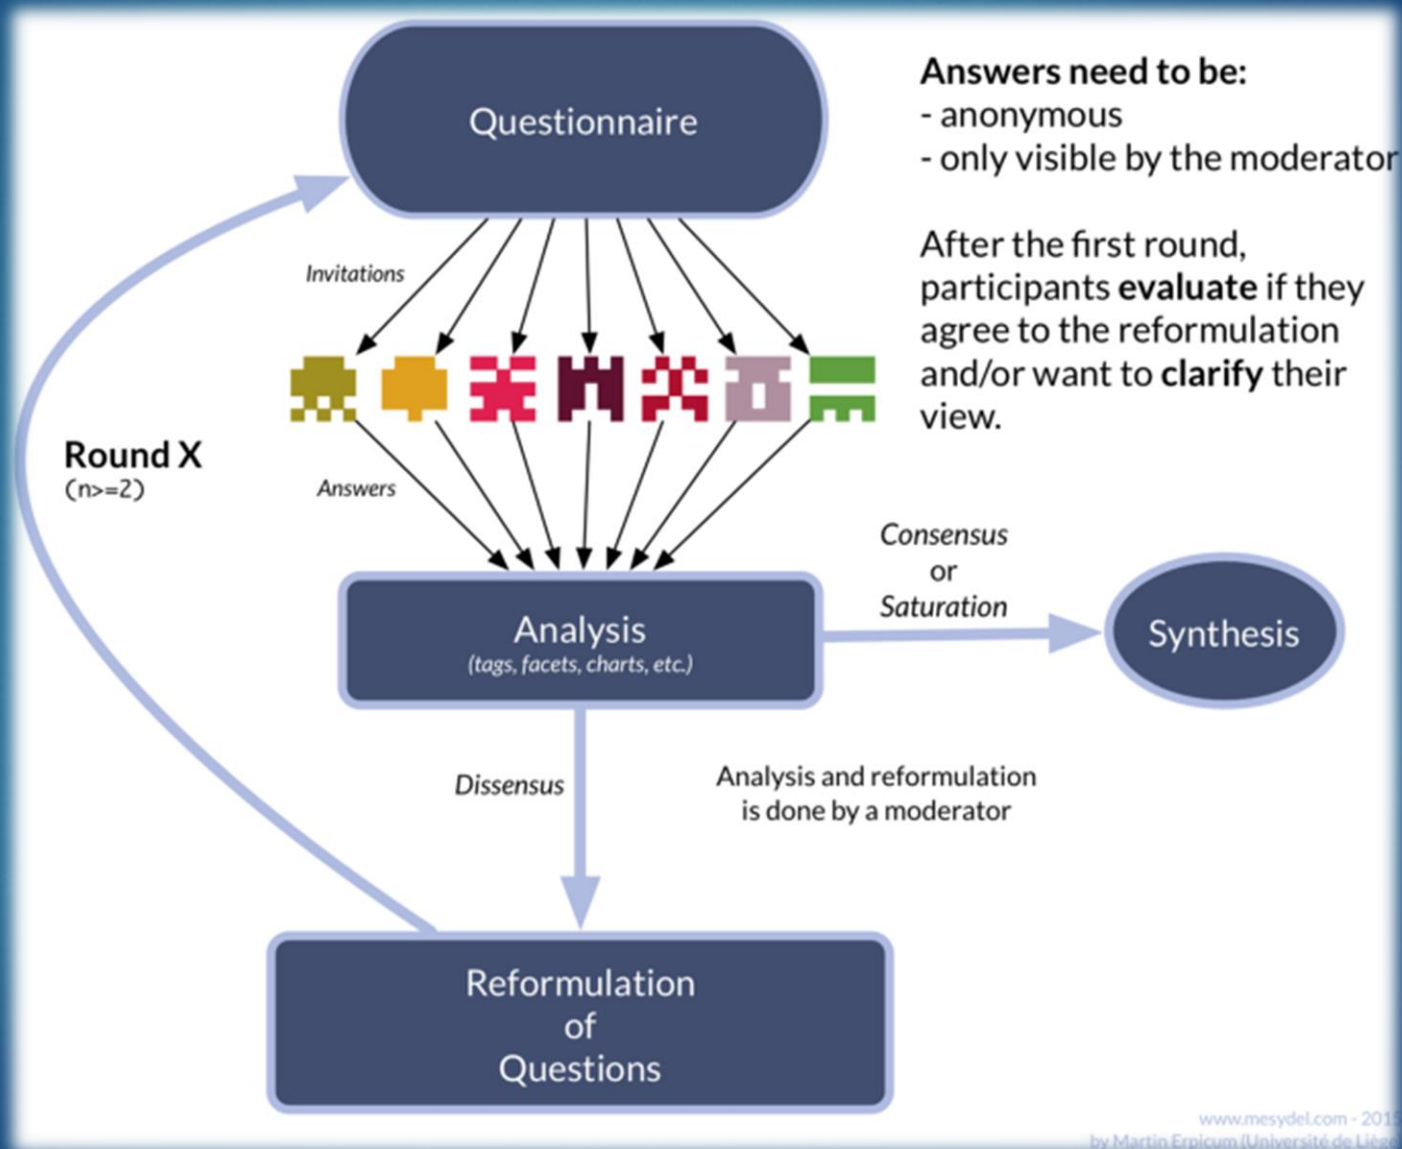 Questionnaire
Answers need to be:
- anonymous
- only visible by the moderator
After the first round,
participants evaluate if they
agree to the reformulation
and/or want to clarify their
view.
Invitations
Round X
(n>=2)
Answers
Analysis
(tags, facets, charts, etc.)
Consensus
or
Saturation
Synthesis
Dissensus
Analysis and reformulation
is done by a moderator
Reformulation
of
Questions
www.mesydel.com - 2015
by Martin Erpicum (Université de Liège